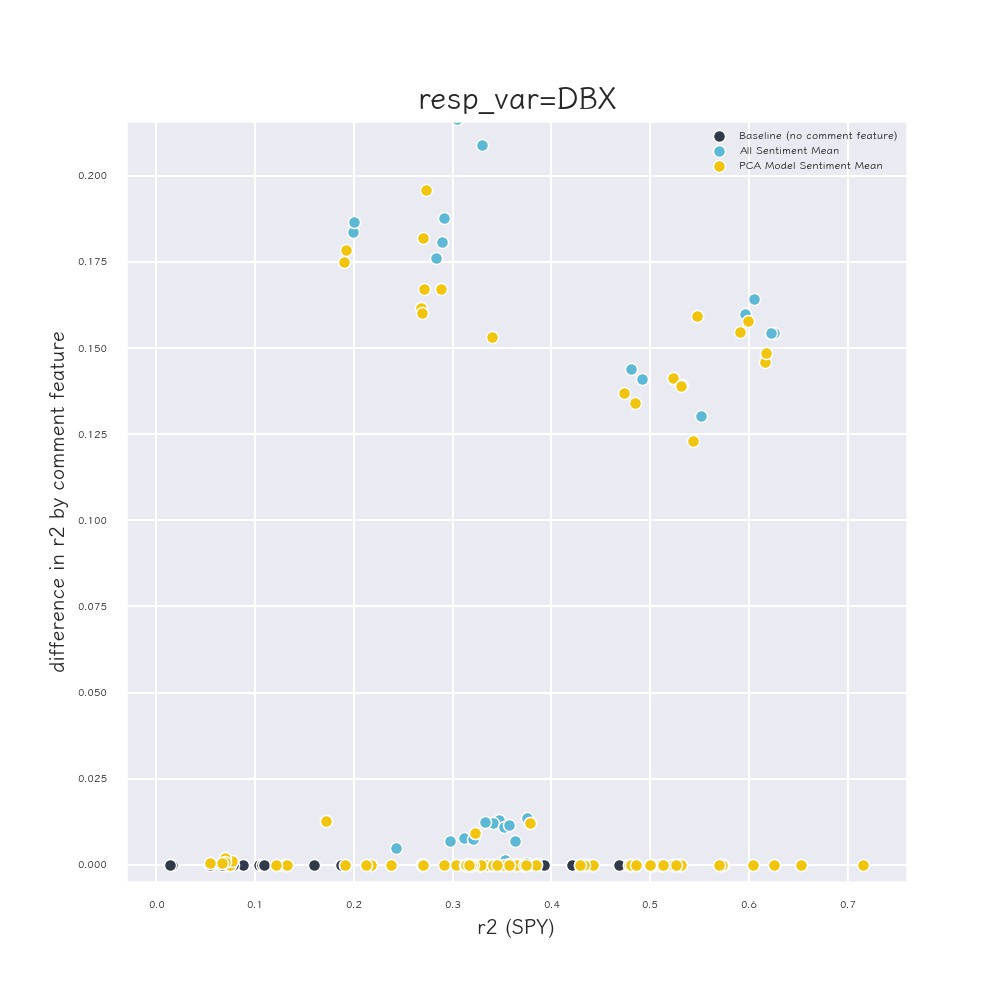 resp_var=DBX
Baseline (no comment feature)
All Sentiment Mean
PCA Model Sentiment Mean
0.200
0.175
0.150
0.125
0.100
0.075
0.050
0.025
0.000
difference in r2 by comment feature
0.0 0.1 0.2 0.3 0.4 0.5 0.6 0.7
r2 (SPY)